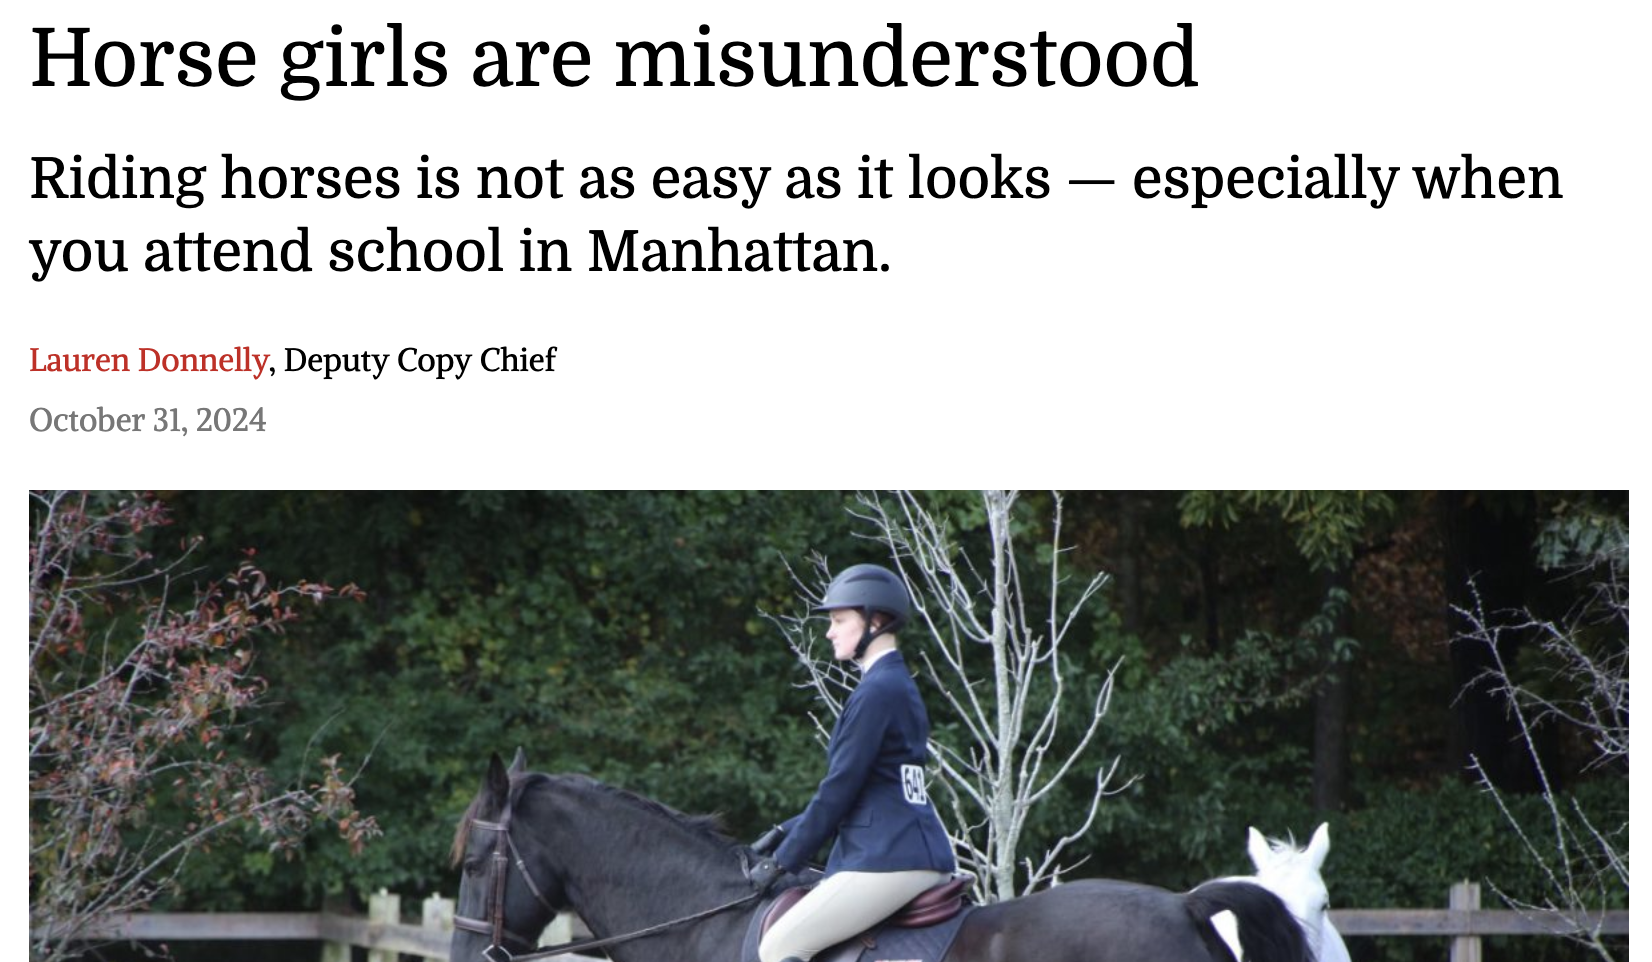 Horse girls are misunderstood
Riding horses is not as easy as it looks — especially when
you attend school in Manhattan.
Lauren Donnelly, Deputy Copy Chief
October 31, 2024
641